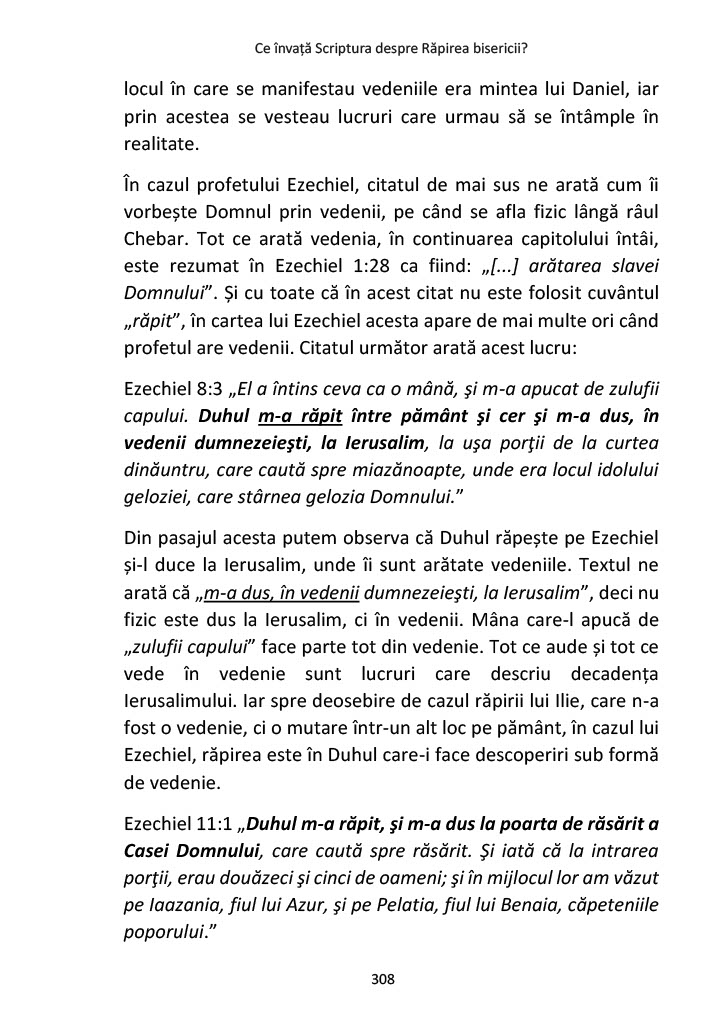 Ce învață Scriptura despre Răpirea bisericii?
locul în care se manifestau vedeniile era mintea lui Daniel, iar
prin acestea se vesteau lucruri care urmau să se întâmple în
realitate.
În cazul profetului Ezechiel, citatul de mai sus ne arată cum îi
vorbește Domnul prin vedenii, pe când se afla fizic lângă râul
Chebar. Tot ce arată vedenia, în continuarea capitolului întâi,
este rezumat în Ezechiel 1:28 ca fiind: „[...] arătarea slavei
Domnului”. Și cu toate că în acest citat nu este folosit cuvântul
„răpit”, în cartea lui Ezechiel acesta apare de mai multe ori când
profetul are vedenii. Citatul următor arată acest lucru:
Ezechiel 8:3 „El a întins ceva ca o mână, şi m-a apucat de zulufii
capului. Duhul m-a răpit între pământ şi cer şi m-a dus, în
vedenii dumnezeieşti, la Ierusalim, la uşa porţii de la curtea
dinăuntru, care caută spre miazănoapte, unde era locul idolului
geloziei, care stârnea gelozia Domnului.”
Din pasajul acesta putem observa că Duhul răpește pe Ezechiel
și-l duce la Ierusalim, unde îi sunt arătate vedeniile. Textul ne
arată că „m-a dus, în vedenii dumnezeieşti, la Ierusalim”, deci nu
fizic este dus la Ierusalim, ci în vedenii. Mâna care-l apucă de
„zulufii capului” face parte tot din vedenie. Tot ce aude și tot ce
vede în vedenie sunt lucruri care descriu decadența
Ierusalimului. Iar spre deosebire de cazul răpirii lui Ilie, care n-a
fost o vedenie, ci o mutare într-un alt loc pe pământ, în cazul lui
Ezechiel, răpirea este în Duhul care-i face descoperiri sub formă
de vedenie.
Ezechiel 11:1 „Duhul m-a răpit, şi m-a dus la poarta de răsărit a
Casei Domnului, care caută spre răsărit. Şi iată că la intrarea
porţii, erau douăzeci şi cinci de oameni; şi în mijlocul lor am văzut
pe Iaazania, fiul lui Azur, şi pe Pelatia, fiul lui Benaia, căpeteniile
poporului.”
308